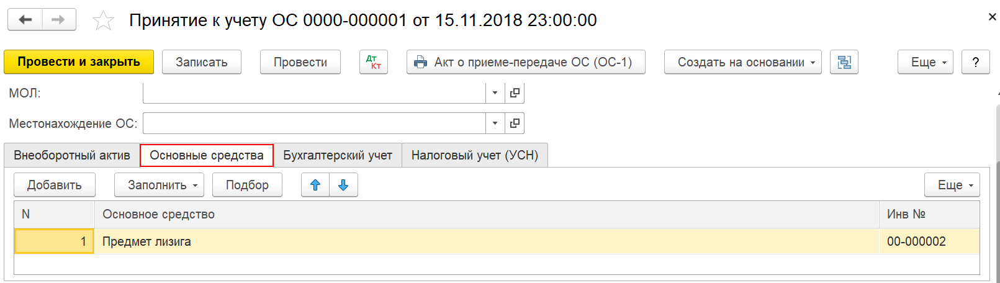 Принятие к учету ОС 0000-000001 от 15.11.2018 23:00:00
Провести и закрыть Записать Провести Дт Кт Акт о приеме-передаче ОС (ОС-1) Создать на основании Еще ?
МОЛ:
Местонахождение ОС:
Внеоборотный актив Основные средства Бухгалтерский учет Налоговый учет (УСН)
Добавить Заполнить Подбор Еще
N Основное средство Инв №
1 Предмет лизига 00-000002